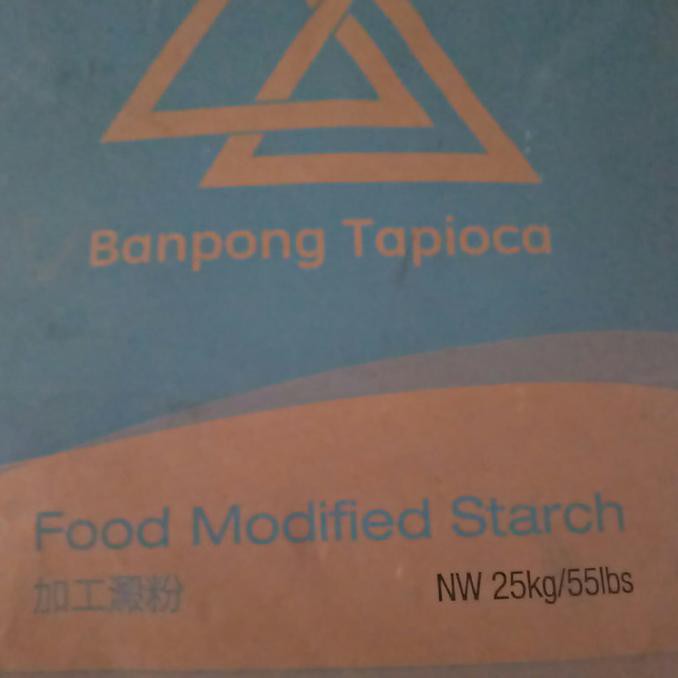 Banpong Tapioca
Food Modified Starch
加工澱粉
NW 25kg/55lbs